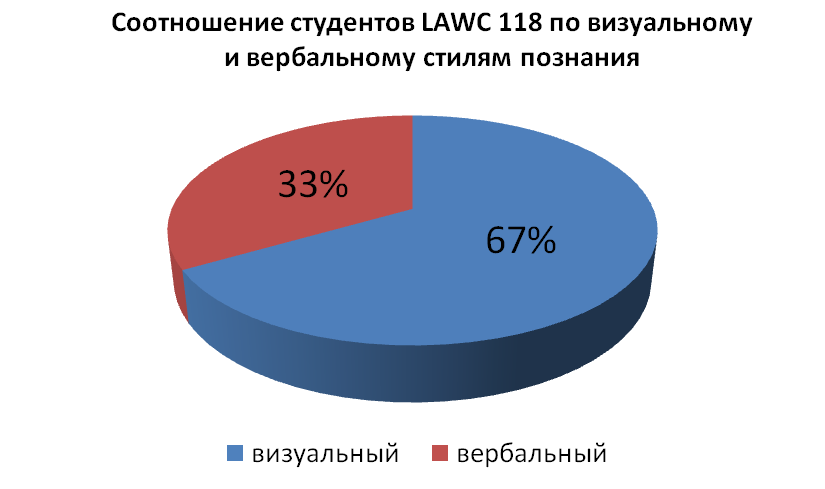 Соотношение студентов LAWC 118 по визуальному
и вербальному стилям познания
33%
67%
визуальный вербальный